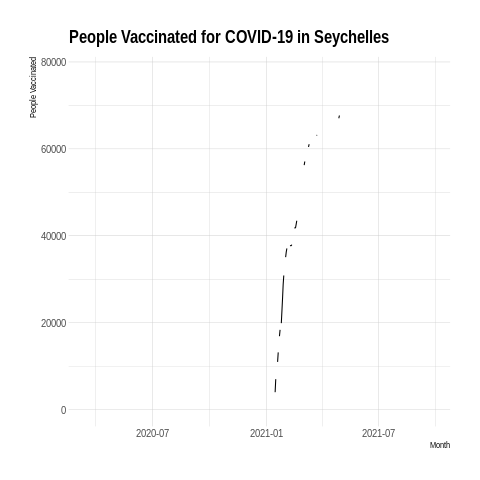 People Vaccinated for COVID-19 in Seychelles
People Vaccinated
80000
60000
40000
20000
0
2020-07 2021-01 2021-07
Month